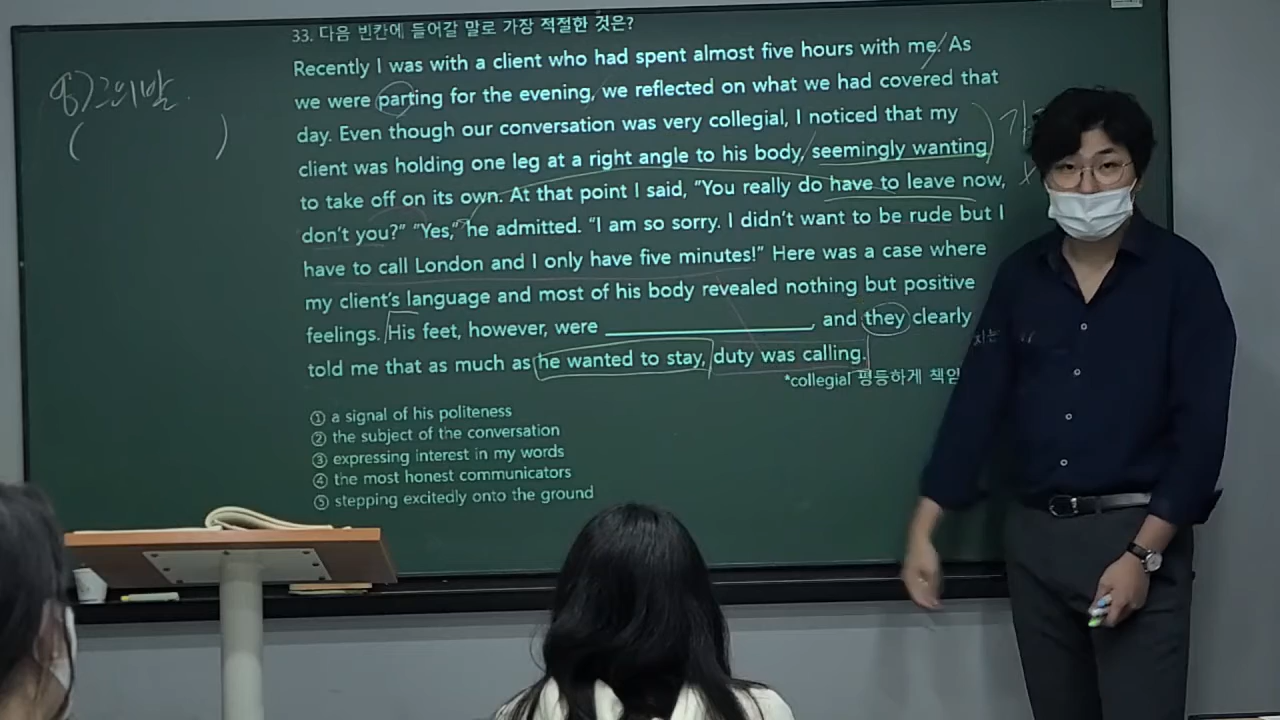 33. 다음 빈칸에 들어갈 말로 가장 적절한 것은?
Recently I was with a client who had spent almost five hours with me. As
we were parting for the evening, we reflected on what we had covered that
day. Even though our conversation was very collegial, I noticed that my
client was holding one leg at a right angle to his body, seemingly wanting
to take off on its own. At that point I said, "You really do have to leave now,
don't you?" "Yes," he admitted. "I am so sorry. I didn't want to be rude but I
have to call London and I only have five minutes!" Here was a case where
my client's language and most of his body revealed nothing but positive
feelings. His feet, however, were ____________________, and they clearly
told me that as much as he wanted to stay, duty was calling.
*collegial 평등하게 책임
① a signal of his politeness
② the subject of the conversation
③ expressing interest in my words
④ the most honest communicators
⑤ stepping excitedly onto the ground
그의 발
( )